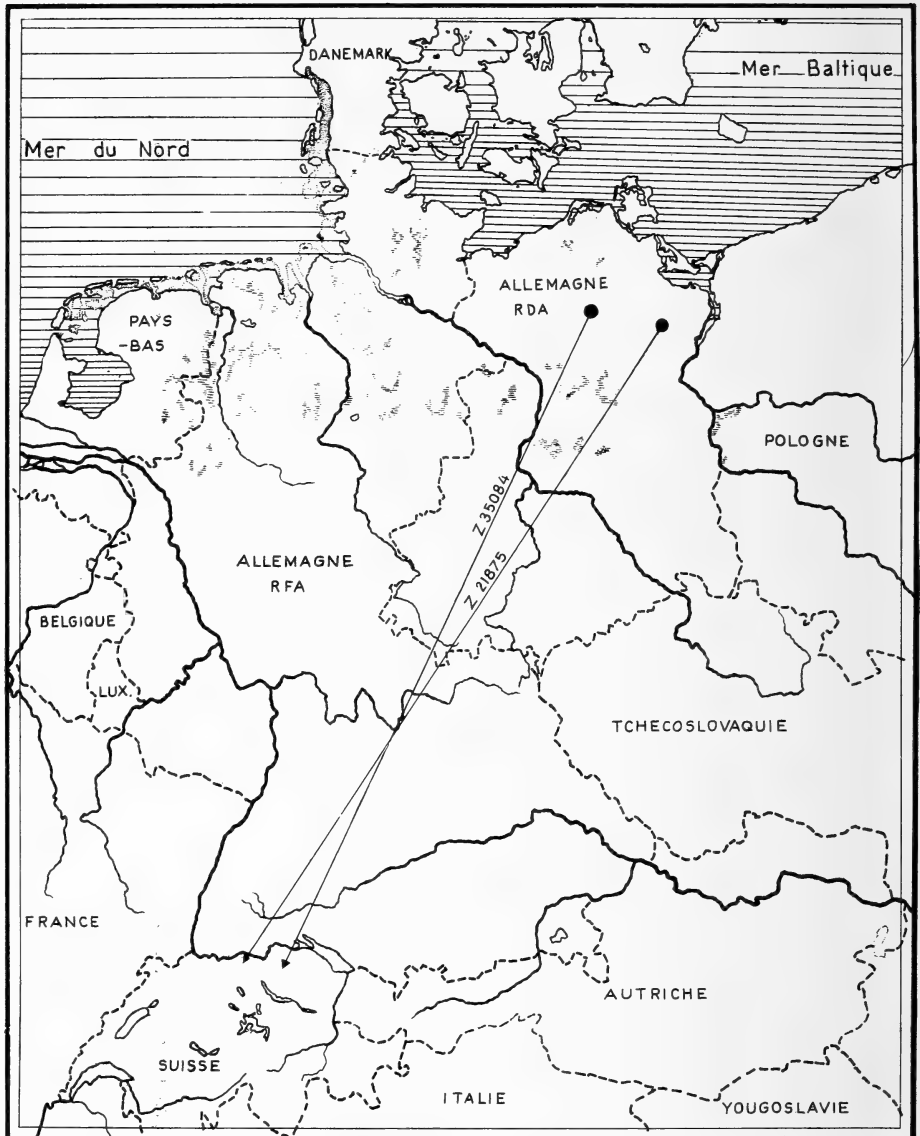 DANEMARK
Mer Baltique
Mer du Nord
ALLEMAGNE
RDA
PAYS
-BAS
POLOGNE
Z 35084
Z 21875
ALLEMAGNE
RFA
BELGIQUE
LUX.
TCHECOSLOVAQUIE
FRANCE
AUTRICHE
SUISSE
ITALIE
YOUGOSLAVIE